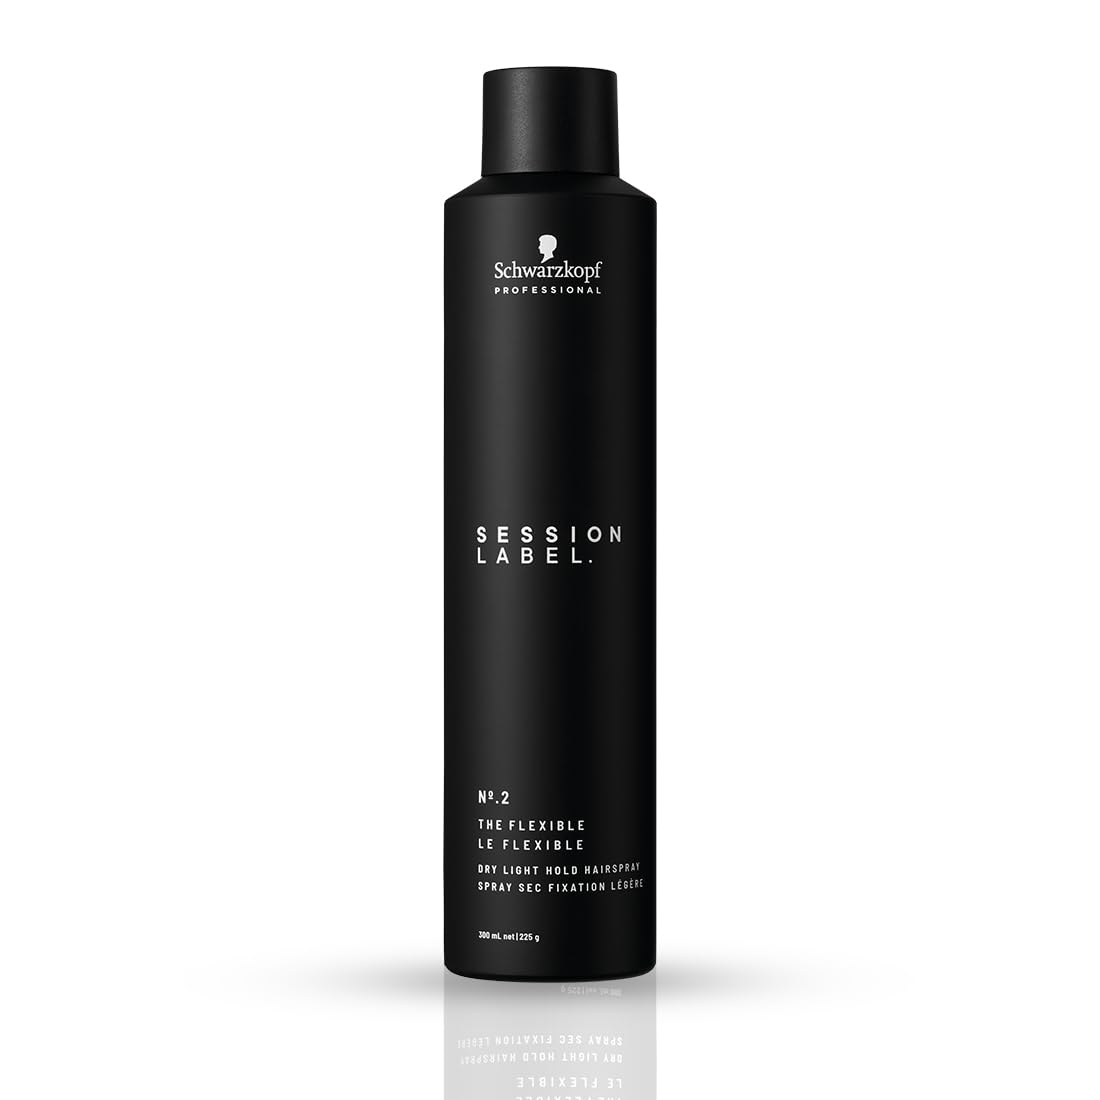 Schwarzkopf
PROFESSIONAL
SESSION
LABEL.
Nº.2
THE FLEXIBLE
LE FLEXIBLE
DRY LIGHT HOLD HAIRSPRAY
SPRAY SEC FIXATION LÉGÈRE
300 mL net | 225 g